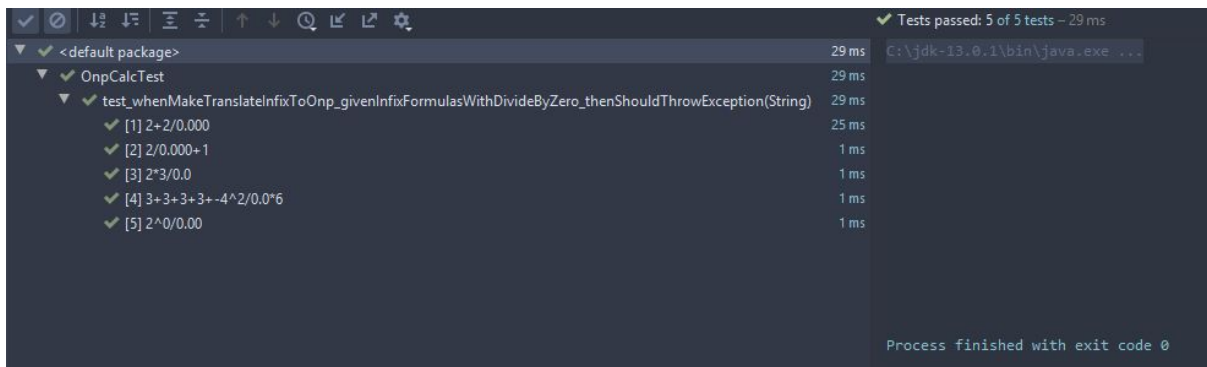 Tests passed: 5 of 5 tests – 29 ms
<default package> 29 ms
C:\jdk-13.0.1\bin\java.exe ...
OnpCalcTest 29 ms
test_whenMakeTranslateInfixToOnp_givenInfixFormulasWithDivideByZero_thenShouldThrowException(String) 29 ms
[1] 2+2/0.000 25 ms
[2] 2/0.000+1 1 ms
[3] 2*3/0.0 1 ms
[4] 3+3+3+3+-4^2/0.0*6 1 ms
[5] 2^0/0.00 1 ms
Process finished with exit code 0